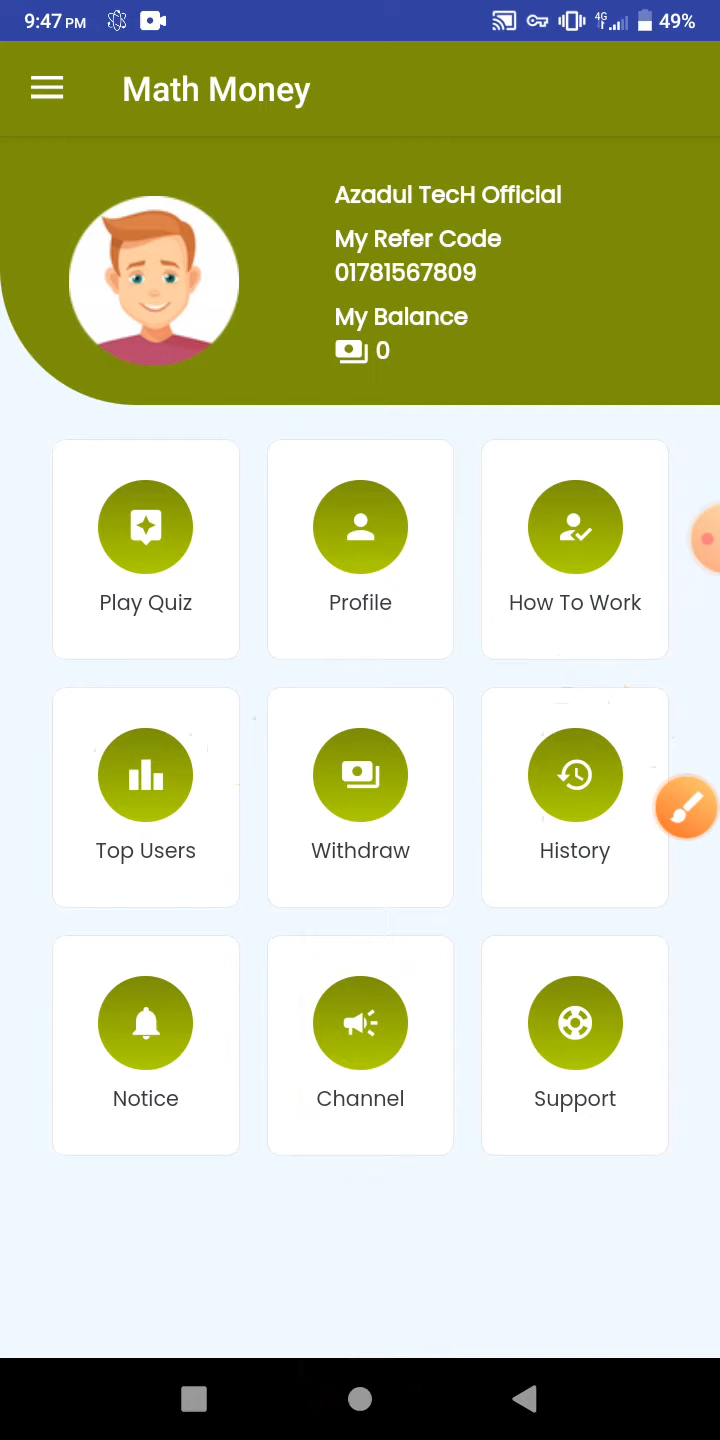 9:47 PM
4G
49%
Math Money
Azadul TecH Official
My Refer Code
01781567809
My Balance
0
Play Quiz
Profile
How To Work
Top Users
Withdraw
History
Notice
Channel
Support